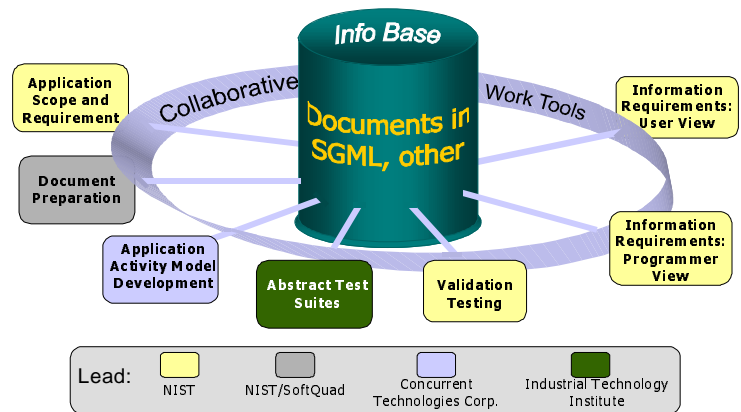 Info Base
Collaborative
Work Tools
Documents in
SGML, other
Application
Scope and
Requirement
Document
Preparation
Application
Activity Model
Development
Abstract Test
Suites
Validation
Testing
Information
Requirements:
Programmer
View
Information
Requirements:
User View
Lead:
NIST
NIST/SoftQuad
Concurrent
Technologies Corp.
Industrial Technology
Institute